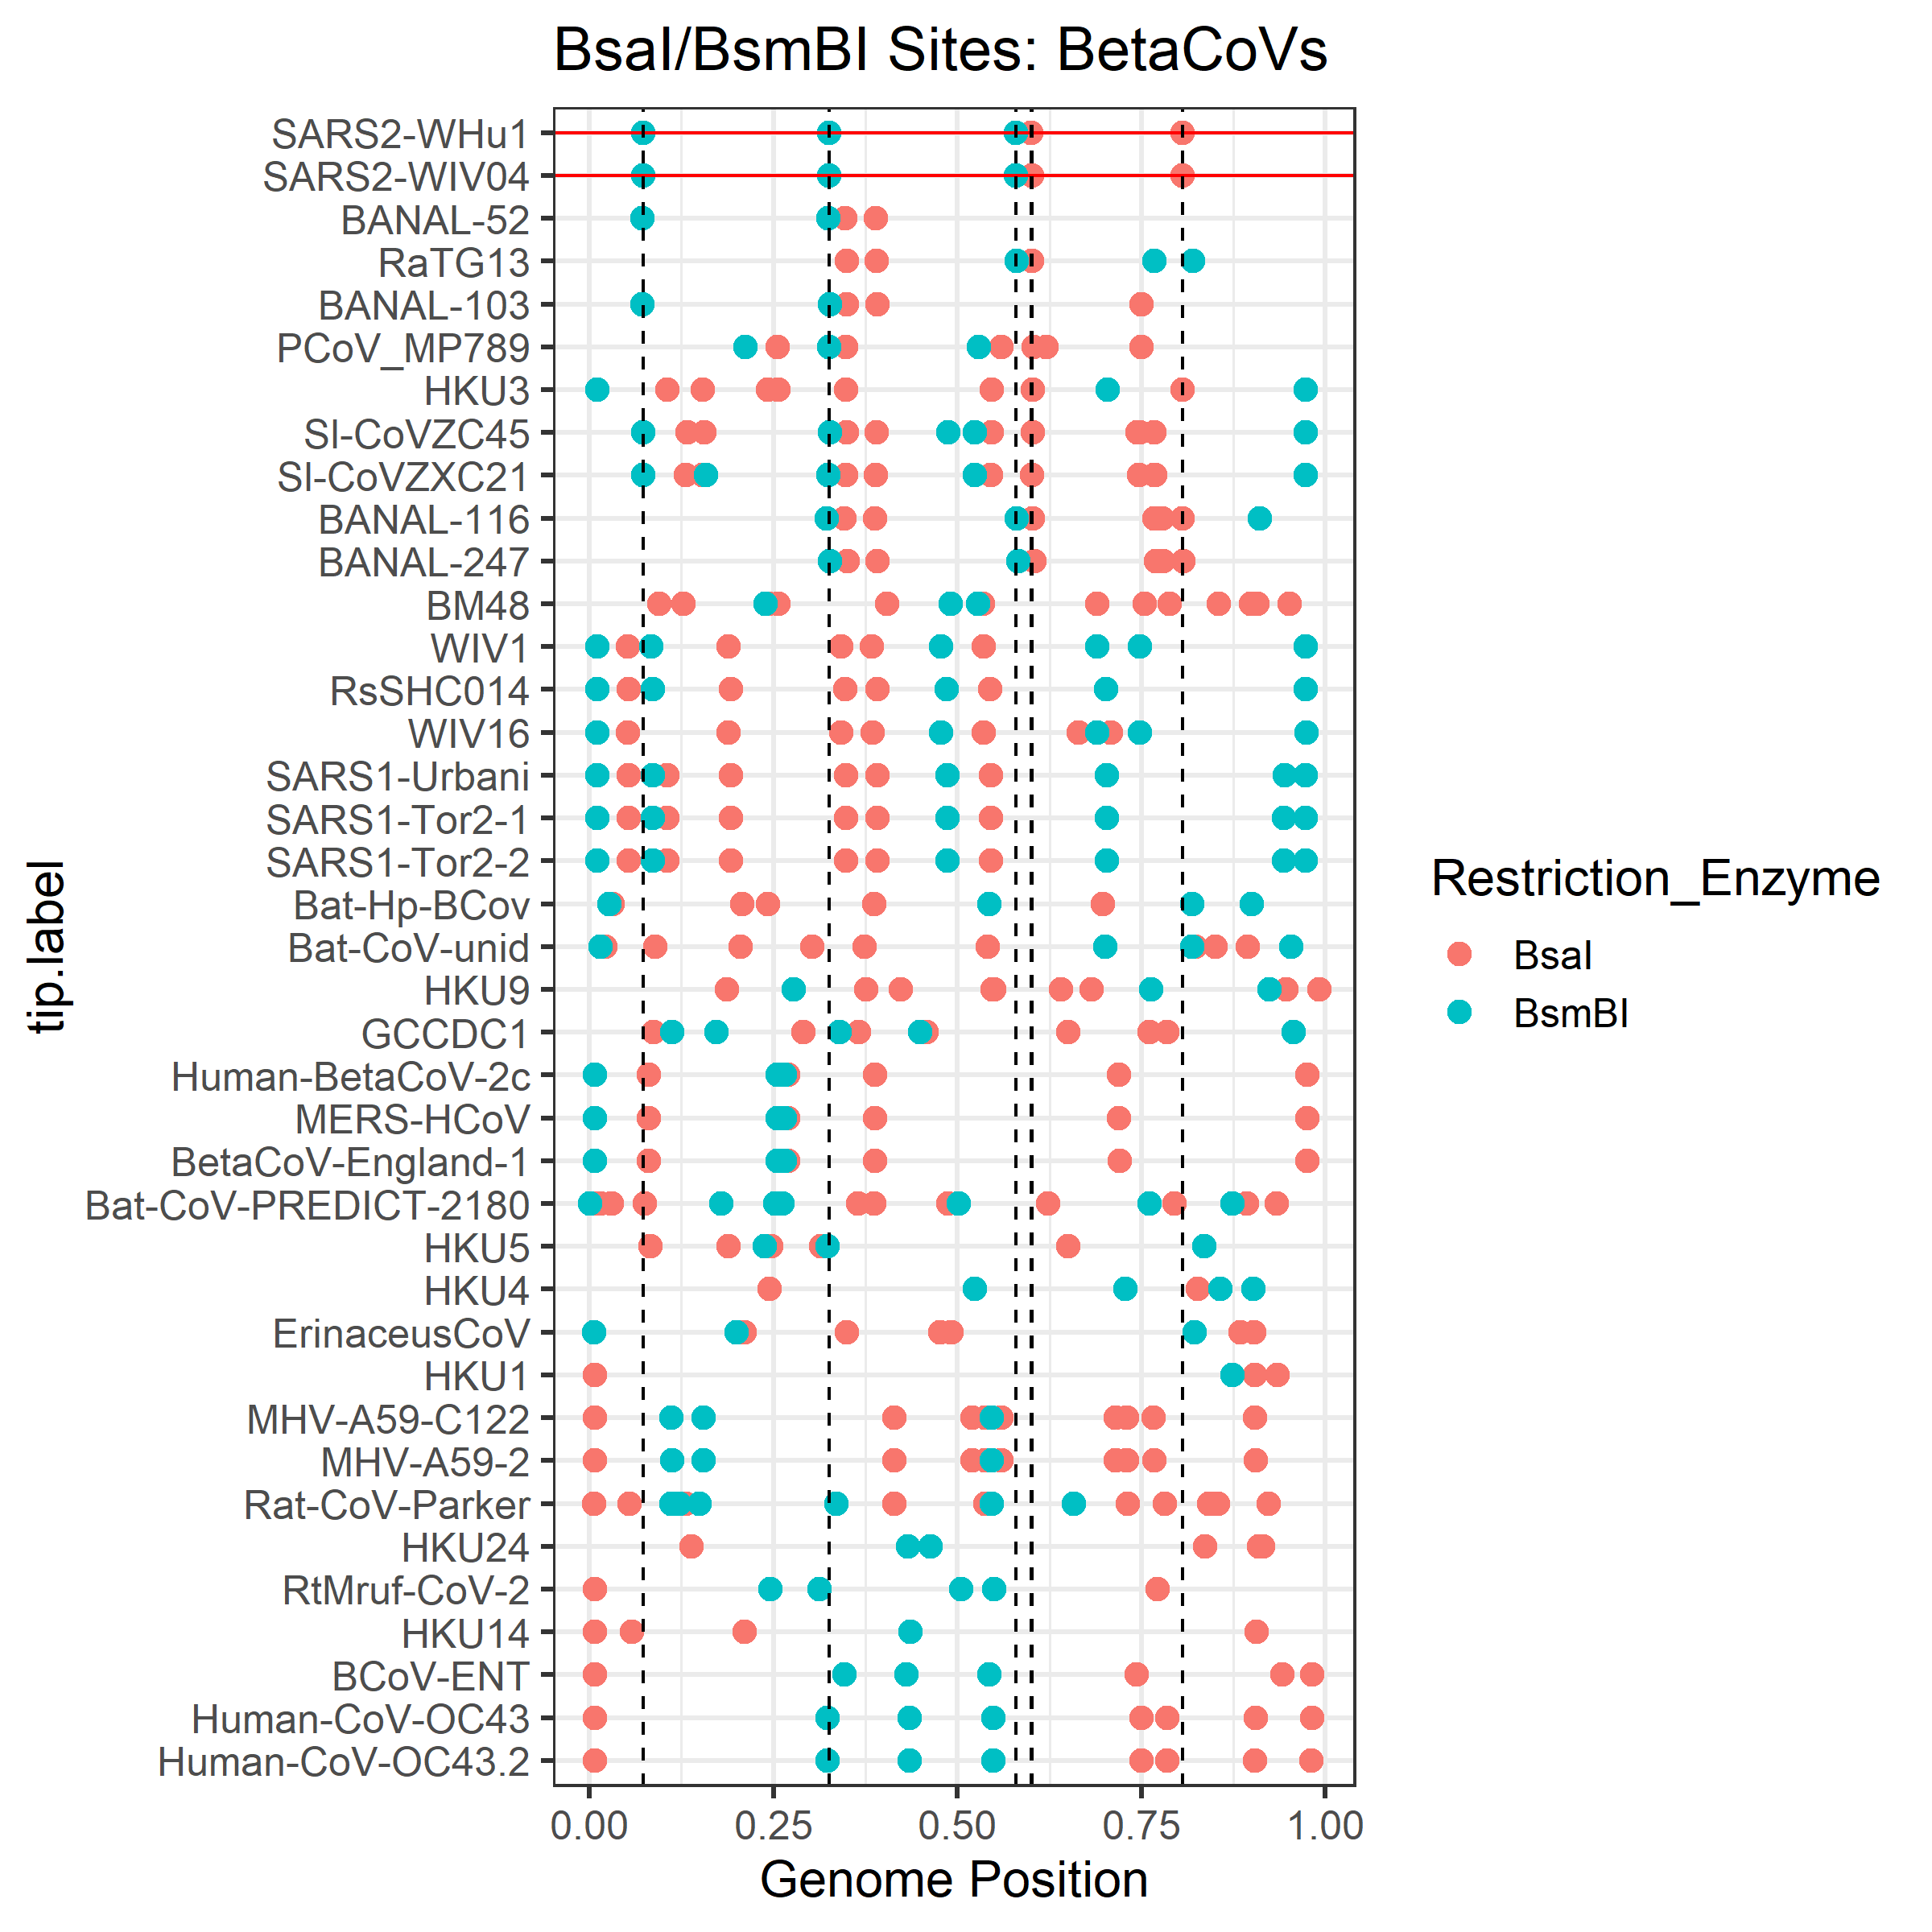 BsaI/BsmBI Sites: BetaCoVs
SARS2-WHu1
SARS2-WIV04
BANAL-52
RaTG13
BANAL-103
PCoV_MP789
HKU3
Sl-CoVZC45
Sl-CoVZXC21
BANAL-116
BANAL-247
BM48
WIV1
RsSHC014
WIV16
SARS1-Urbani
SARS1-Tor2-1
SARS1-Tor2-2
Bat-Hp-BCov
Bat-CoV-unid
HKU9
GCCDC1
Human-BetaCoV-2c
MERS-HCoV
BetaCoV-England-1
Bat-CoV-PREDICT-2180
HKU5
HKU4
ErinaceusCoV
HKU1
MHV-A59-C122
MHV-A59-2
Rat-CoV-Parker
HKU24
RtMruf-CoV-2
HKU14
BCoV-ENT
Human-CoV-OC43
Human-CoV-OC43.2
tip.label
0.00 0.25 0.50 0.75 1.00
Genome Position
Restriction_Enzyme
BsaI
BsmBI